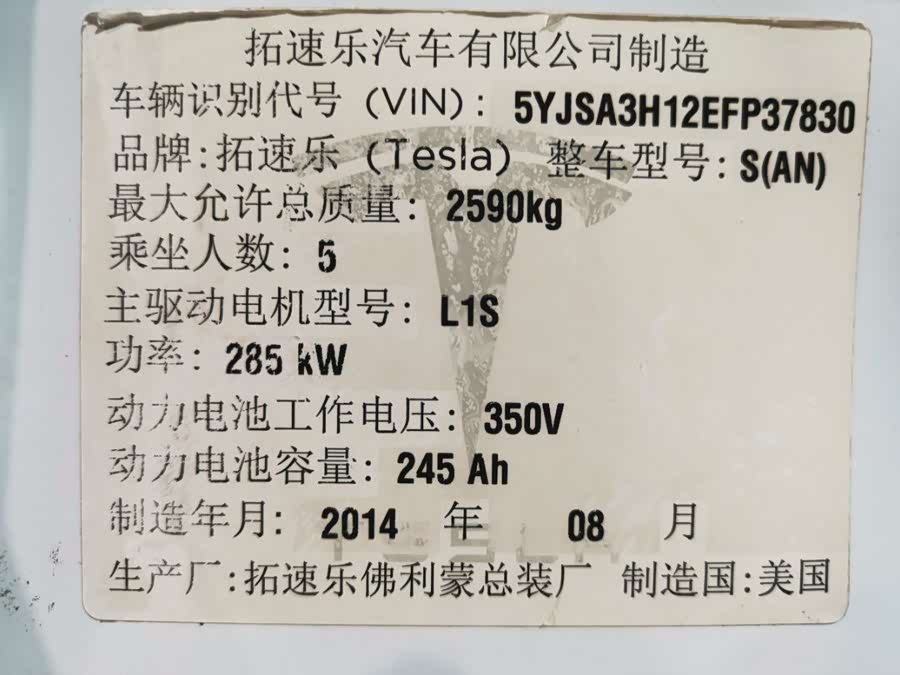 拓速乐汽车有限公司制造
车辆识别代号 (VIN): 5YJSA3H12EFP37830
品牌:拓速乐 (Tesla) 整车型号: S(AN)
最大允许总质量: 2590kg
乘坐人数: 5
主驱动电机型号: L1S
功率: 285 kW
动力电池工作电压: 350V
动力电池容量: 245 Ah
制造年月: 2014 年 08 月
TESLA
生产厂:拓速乐佛利蒙总装厂 制造国:美国